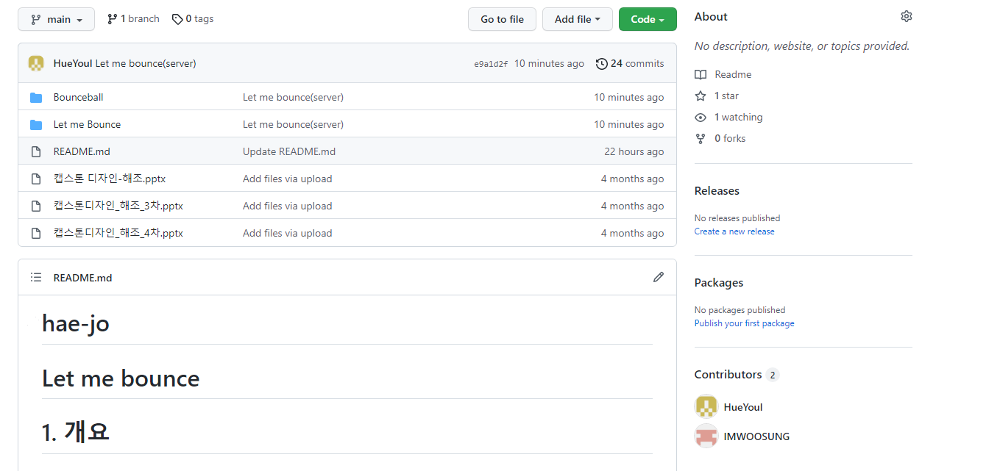 main
1 branch
0 tags
Go to file
Add file
Code
HueYoul Let me bounce(server)
e9a1d2f 10 minutes ago
24 commits
Bounceball Let me bounce(server) 10 minutes ago
Let me Bounce Let me bounce(server) 10 minutes ago
README.md Update README.md 22 hours ago
캡스톤 디자인-해조.pptx Add files via upload 4 months ago
캡스톤디자인_해조_3차.pptx Add files via upload 4 months ago
캡스톤디자인_해조_4차.pptx Add files via upload 4 months ago
README.md
hae-jo
Let me bounce
1. 개요
About
No description, website, or topics provided.
Readme
1 star
1 watching
0 forks
Releases
No releases published
Create a new release
Packages
No packages published
Publish your first package
Contributors 2
HueYoul
IMWOOSUNG